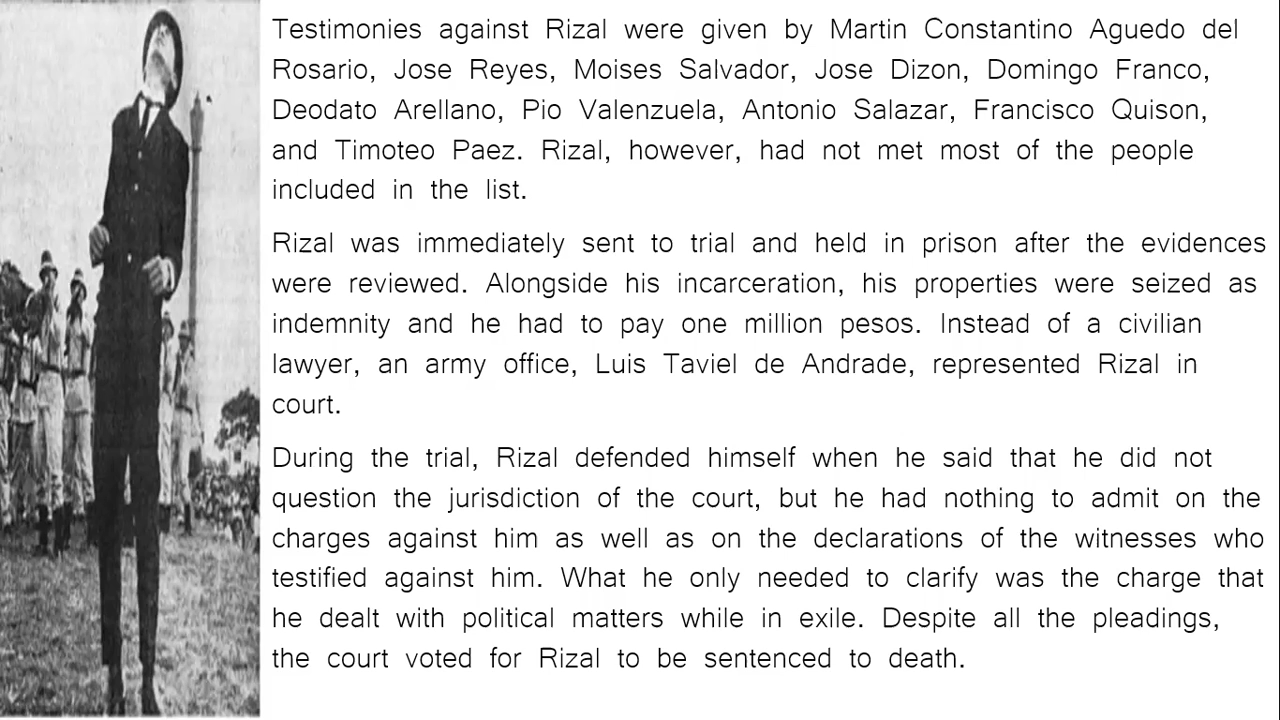 Testimonies against Rizal were given by Martin Constantino Aguedo del
Rosario, Jose Reyes, Moises Salvador, Jose Dizon, Domingo Franco,
Deodato Arellano, Pio Valenzuela, Antonio Salazar, Francisco Quison,
and Timoteo Paez. Rizal, however, had not met most of the people
included in the list.
Rizal was immediately sent to trial and held in prison after the evidences
were reviewed. Alongside his incarceration, his properties were seized as
indemnity and he had to pay one million pesos. Instead of a civilian
lawyer, an army office, Luis Taviel de Andrade, represented Rizal in
court.
During the trial, Rizal defended himself when he said that he did not
question the jurisdiction of the court, but he had nothing to admit on the
charges against him as well as on the declarations of the witnesses who
testified against him. What he only needed to clarify was the charge that
he dealt with political matters while in exile. Despite all the pleadings,
the court voted for Rizal to be sentenced to death.